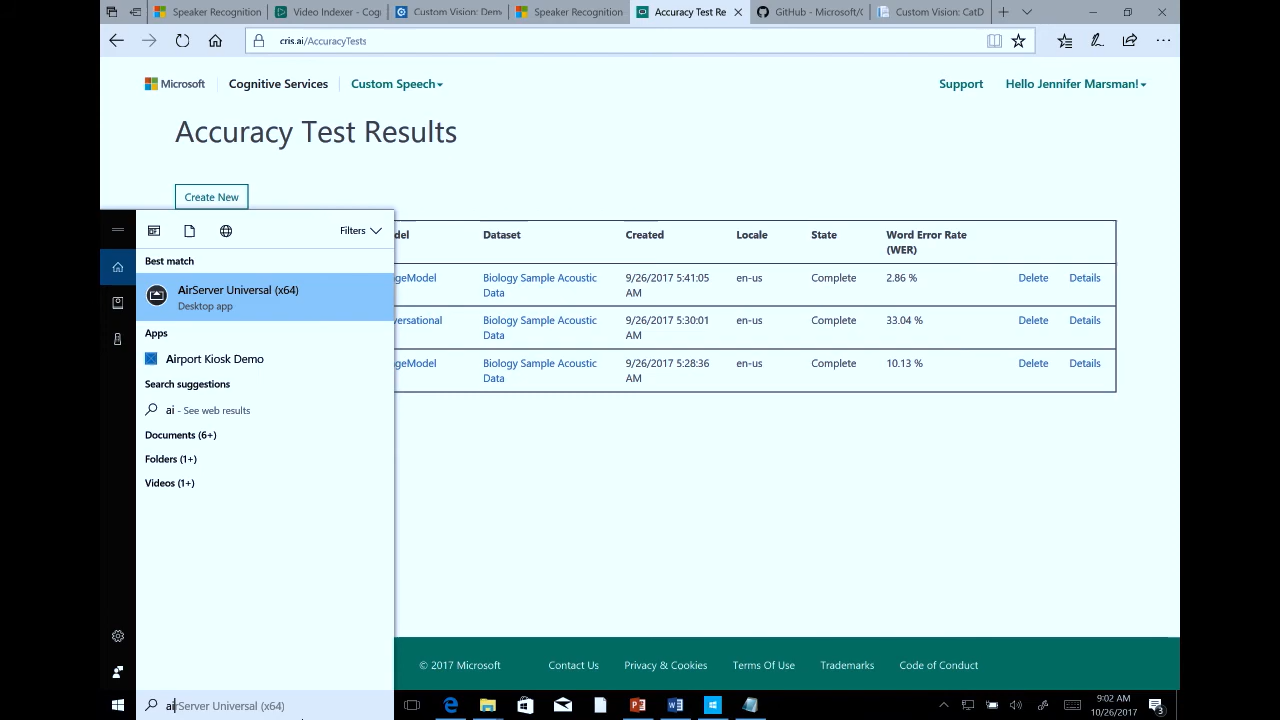 Speaker Recognition
Video Indexer - Cog
Custom Vision: Dem
Speaker Recognition
Accuracy Test Re
GitHub - Microsoft/C
Custom Vision: CatD
cris.ai/AccuracyTests
Microsoft
Cognitive Services
Custom Speech
Support
Hello Jennifer Marsman!
Accuracy Test Results
Create New
del Dataset Created Locale State Word Error Rate
(WER)
geModel Biology Sample Acoustic 9/26/2017 5:41:05 en-us Complete 2.86 % Delete Details
Data AM
versational Biology Sample Acoustic 9/26/2017 5:30:01 en-us Complete 33.04 % Delete Details
Data AM
geModel Biology Sample Acoustic 9/26/2017 5:28:36 en-us Complete 10.13 % Delete Details
Data AM
Filters
Best match
AirServer Universal (x64)
Desktop app
Apps
Airport Kiosk Demo
Search suggestions
ai - See web results
Documents (6+)
Folders (1+)
Videos (1+)
© 2017 Microsoft Contact Us Privacy & Cookies Terms Of Use Trademarks Code of Conduct
airServer Universal (x64)
9:02 AM
10/26/2017
3